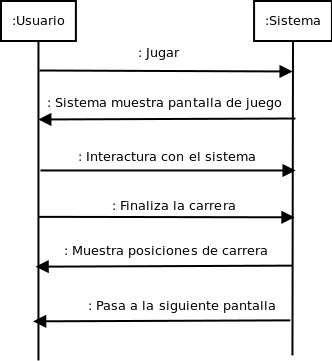 :Usuario
:Sistema
: Jugar
: Sistema muestra pantalla de juego
: Interactura con el sistema
: Finaliza la carrera
: Muestra posiciones de carrera
: Pasa a la siguiente pantalla